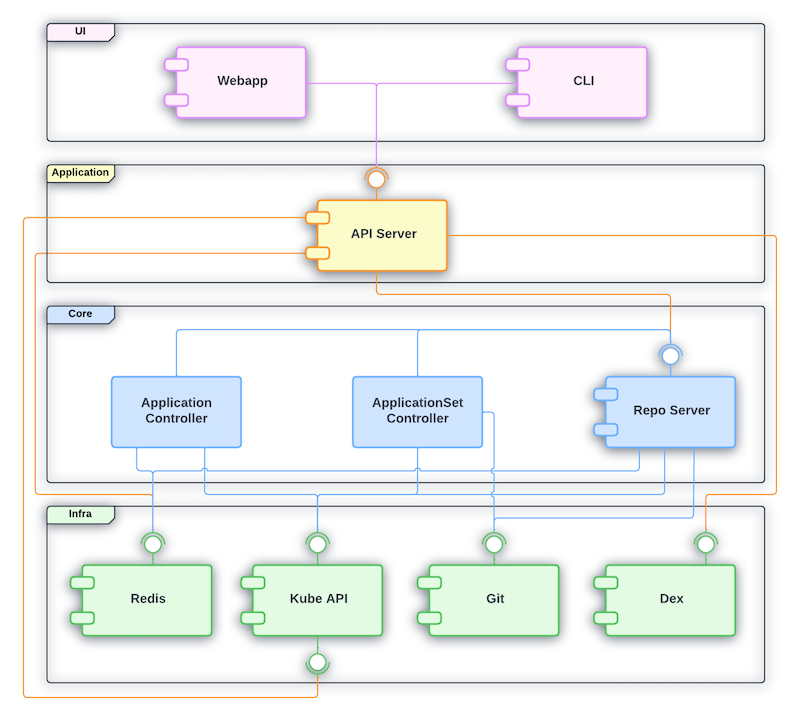 UI
Webapp
CLI
Application
API Server
Core
Application
Controller
ApplicationSet
Controller
Repo Server
Infra
Redis
Kube API
Git
Dex